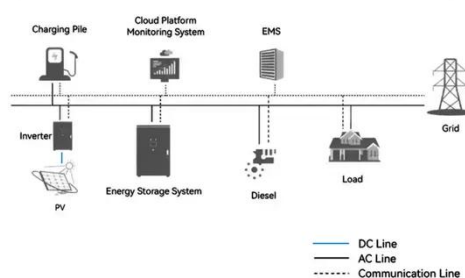 Charging Pile
Cloud Platform
Monitoring System
EMS
Grid
Inverter
PV
Energy Storage System
Diesel
Load
DC Line
AC Line
Communication Line